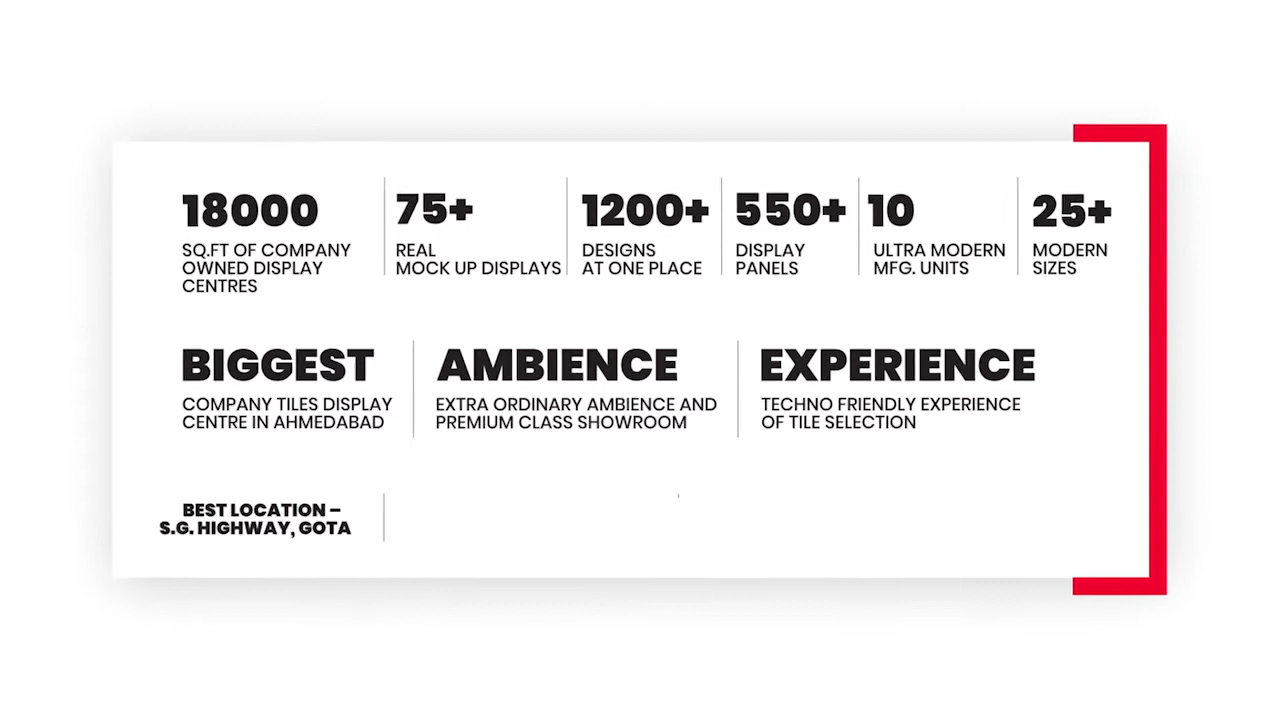 18000
SQ.FT OF COMPANY
OWNED DISPLAY
CENTRES
75+
REAL
MOCK UP DISPLAYS
1200+
DESIGNS
AT ONE PLACE
550+
DISPLAY
PANELS
10
ULTRA MODERN
MFG. UNITS
25+
MODERN
SIZES
BIGGEST
COMPANY TILES DISPLAY
CENTRE IN AHMEDABAD
AMBIENCE
EXTRA ORDINARY AMBIENCE AND
PREMIUM CLASS SHOWROOM
EXPERIENCE
TECHNO FRIENDLY EXPERIENCE
OF TILE SELECTION
BEST LOCATION –
S.G. HIGHWAY, GOTA